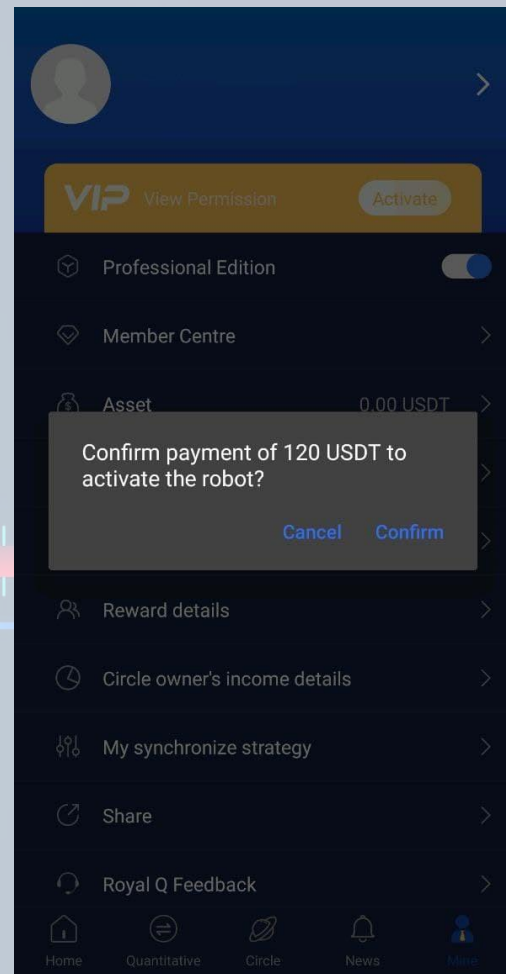 VIP View Permission Activate
Professional Edition
Member Centre
Asset 0.00 USDT
Confirm payment of 120 USDT to
activate the robot?
Cancel Confirm
Reward details
Circle owner's income details
My synchronize strategy
Share
Royal Q Feedback
Home Quantitative Circle News Mine